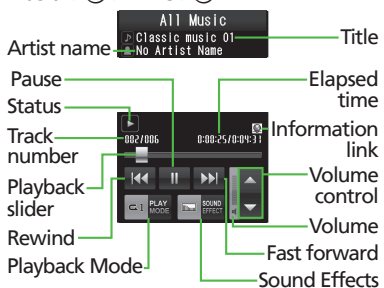 All Music
Classic music 01
No Artist Name
Title
Artist name
Pause
Elapsed
time
Status
002/006
0:00:25/0:04:31
Information
link
Track
number
Playback
slider
Volume
control
PLAY
MODE
SOUND
EFFECT
Rewind
Volume
Fast forward
Playback Mode
Sound Effects